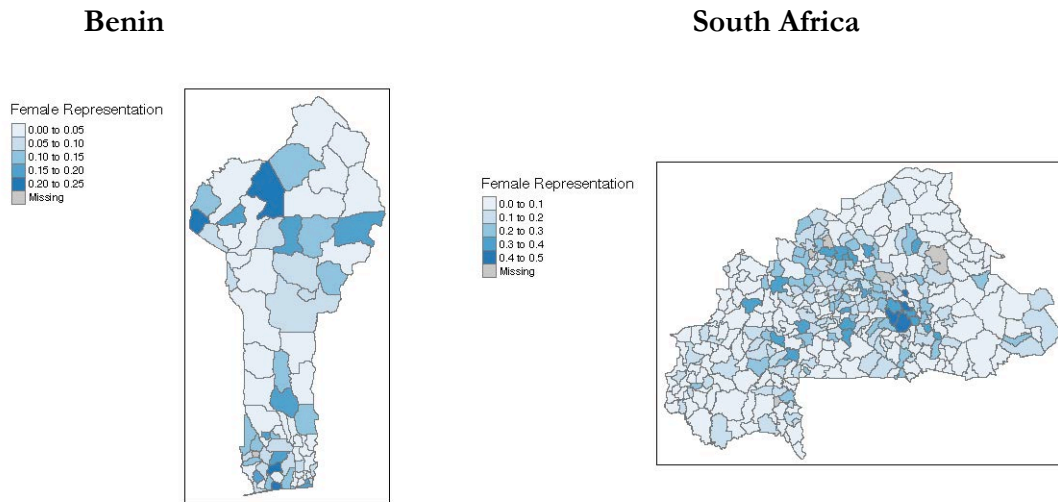 Benin
South Africa
Female Representation
0.00 to 0.05
0.05 to 0.10
0.10 to 0.15
0.15 to 0.20
0.20 to 0.25
Missing
Female Representation
0.0 to 0.1
0.1 to 0.2
0.2 to 0.3
0.3 to 0.4
0.4 to 0.5
Missing